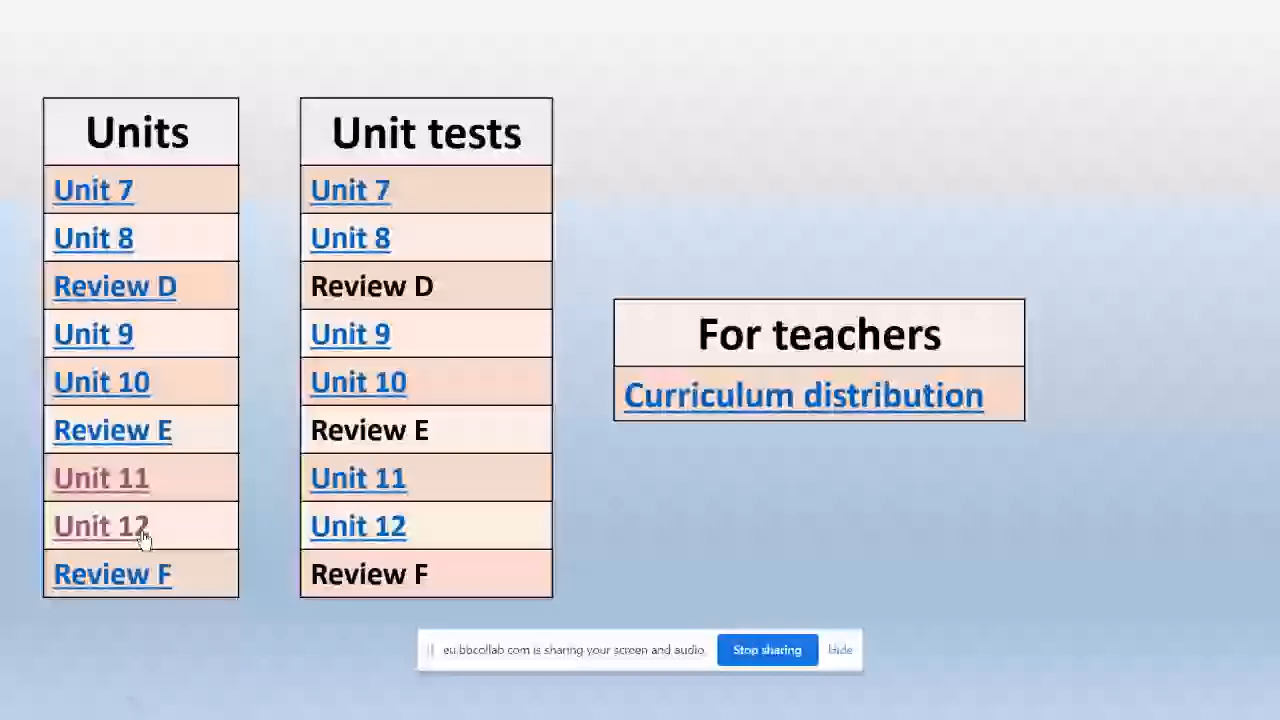 Units
Unit 7
Unit 8
Review D
Unit 9
Unit 10
Review E
Unit 11
Unit 12
Review F
Unit tests
Unit 7
Unit 8
Review D
Unit 9
Unit 10
Review E
Unit 11
Unit 12
Review F
For teachers
Curriculum distribution
eu.bbcollab.com is sharing your screen and audio.
Stop sharing
Hide